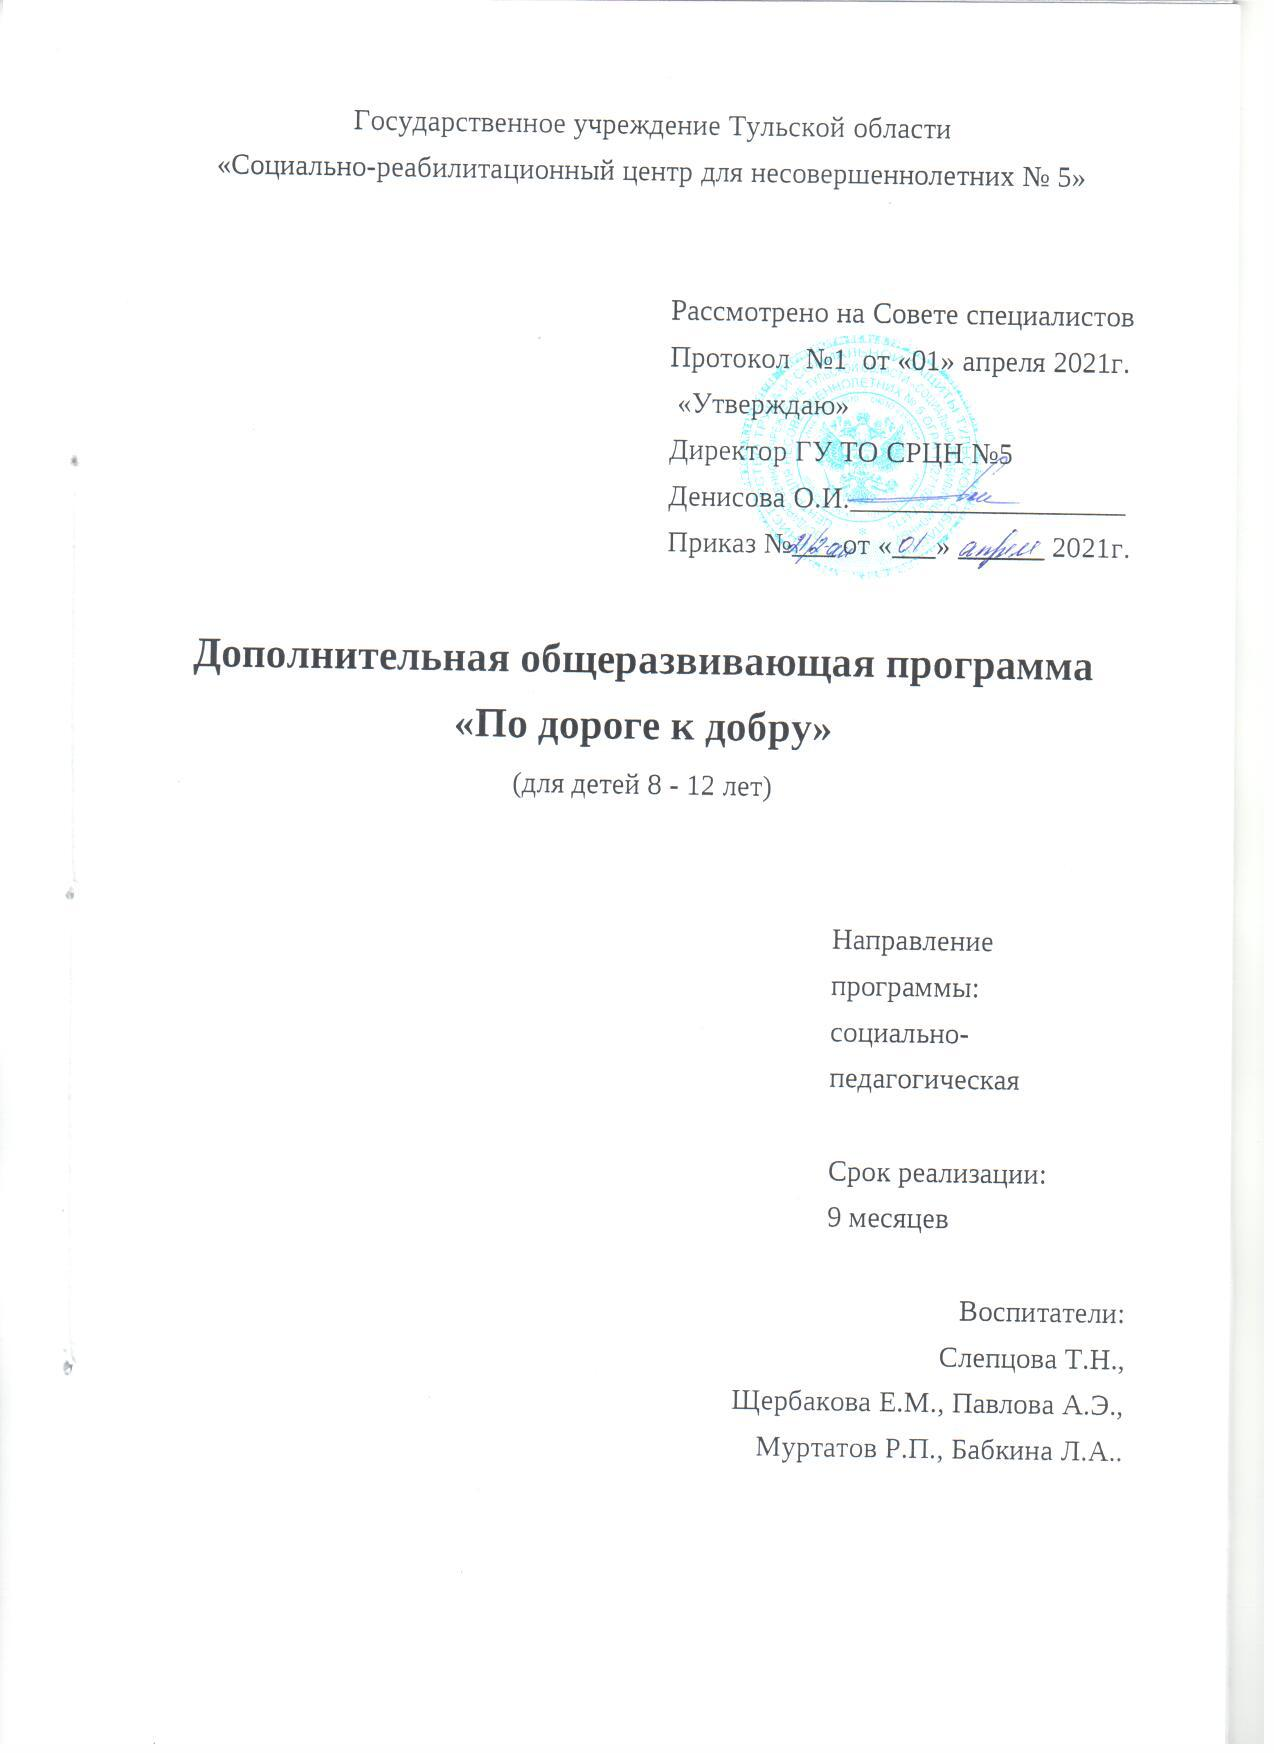 Государственное учреждение Тульской области
«Социально-реабилитационный центр для несовершеннолетних № 5»
Рассмотрено на Совете специалистов
Протокол №1 от «01» апреля 2021г.
«Утверждаю»
Директор ГУ ТО СРЦН №5
Денисова О.И.____________________
Приказ № от «01» апреля 2021г.
Дополнительная общеразвивающая программа
«По дороге к добру»
(для детей 8 - 12 лет)
Направление
программы:
социально-
педагогическая
Срок реализации:
9 месяцев
Воспитатели:
Слепцова Т.Н.,
Щербакова Е.М., Павлова А.Э.,
Муртатов Р.П., Бабкина Л.А..